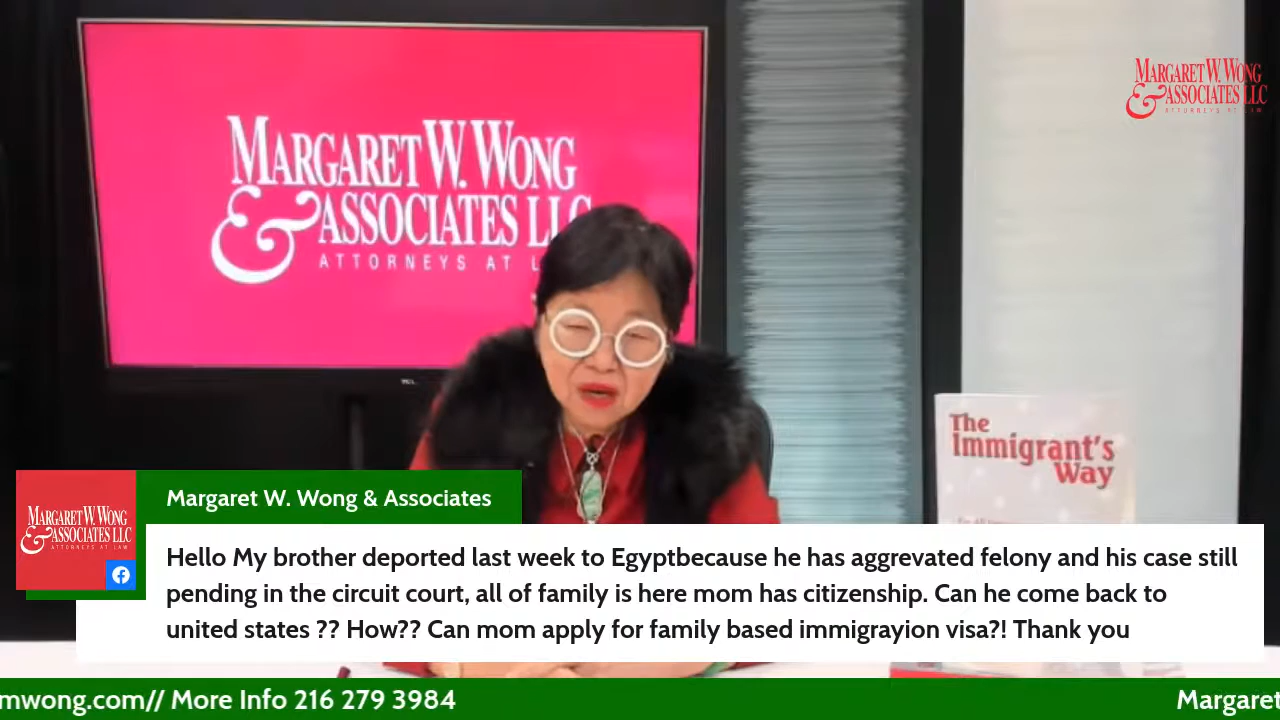 MARGARET W. WONG
& ASSOCIATES LLC
ATTORNEYS AT L
MARGARET W. WONG
& ASSOCIATES LLC
ATTORNEYS AT LAW
The
Immigrant's
Way
Margaret W. Wong & Associates
MARGARET W. WONG
& ASSOCIATES LLC
ATTORNEYS AT LAW
Hello My brother deported last week to Egyptbecause he has aggrevated felony and his case still
pending in the circuit court, all of family is here mom has citizenship. Can he come back to
united states ?? How?? Can mom apply for family based immigrayion visa?! Thank you
mwong.com// More Info 216 279 3984
Margaret